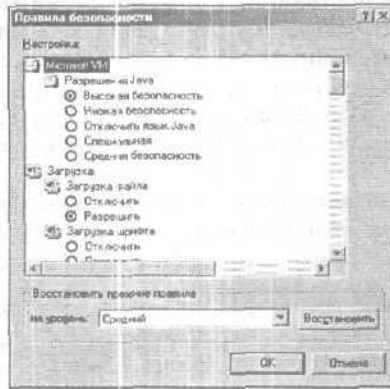 Правила безопасности
Настройка:
Microsoft VM
Разрешения Java
Высокая безопасность
Низкая безопасность
Отключить язык Java
Специальная
Средняя безопасность
Загрузка
Загрузка файла
Отключить
Разрешить
Загрузка шрифта
Отключить
Восстановить прежние правила
на уровень: Средний
Восстановить
OK Отмена